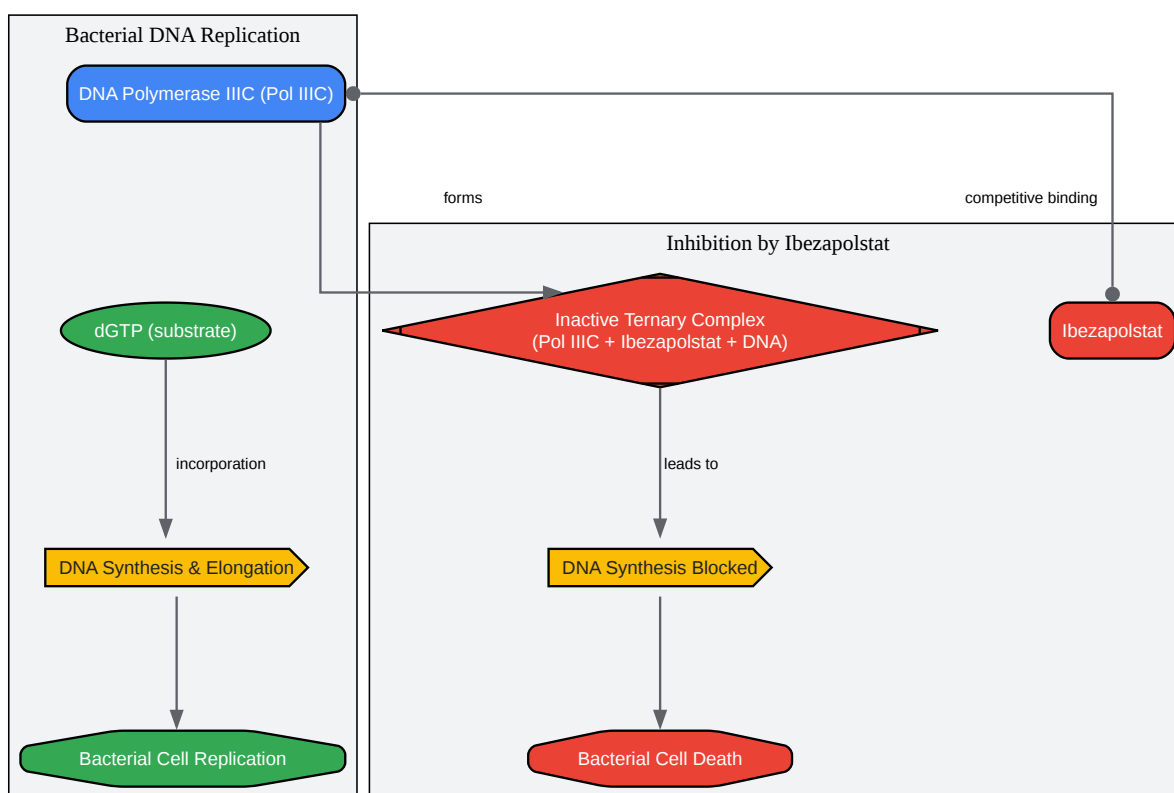 Bacterial DNA Replication
DNA Polymerase IIIC (Pol IIIC)
forms
competitive binding
Inhibition by Ibezapolstat
dGTP (substrate)
Inactive Ternary Complex
(Pol IIIC + Ibezapolstat + DNA)
Ibezapolstat
incorporation
leads to
DNA Synthesis & Elongation
DNA Synthesis Blocked
Bacterial Cell Replication
Bacterial Cell Death